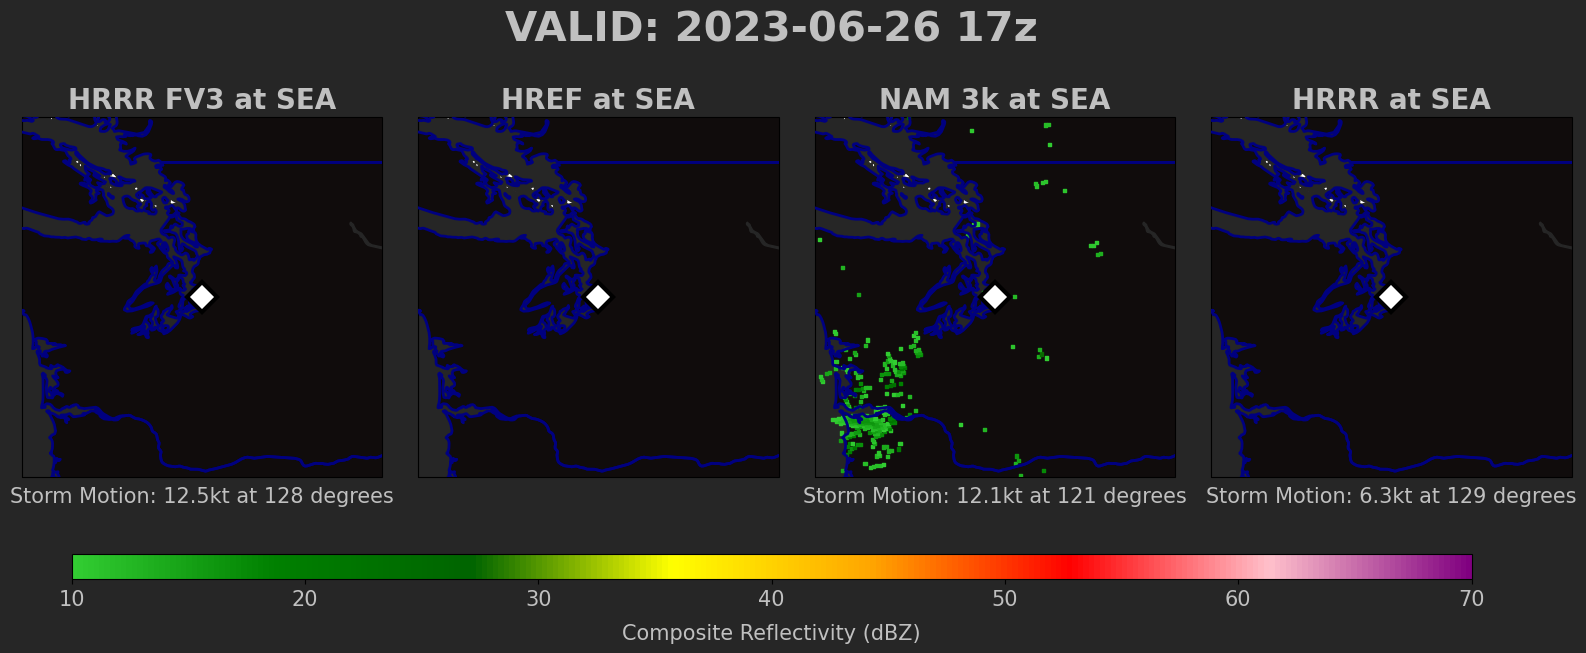 VALID: 2023-06-26 17z
HRRR FV3 at SEA
HREF at SEA
NAM 3k at SEA
HRRR at SEA
Storm Motion: 12.5kt at 128 degrees
Storm Motion: 12.1kt at 121 degrees
Storm Motion: 6.3kt at 129 degrees
10 20 30 40 50 60 70
Composite Reflectivity (dBZ)